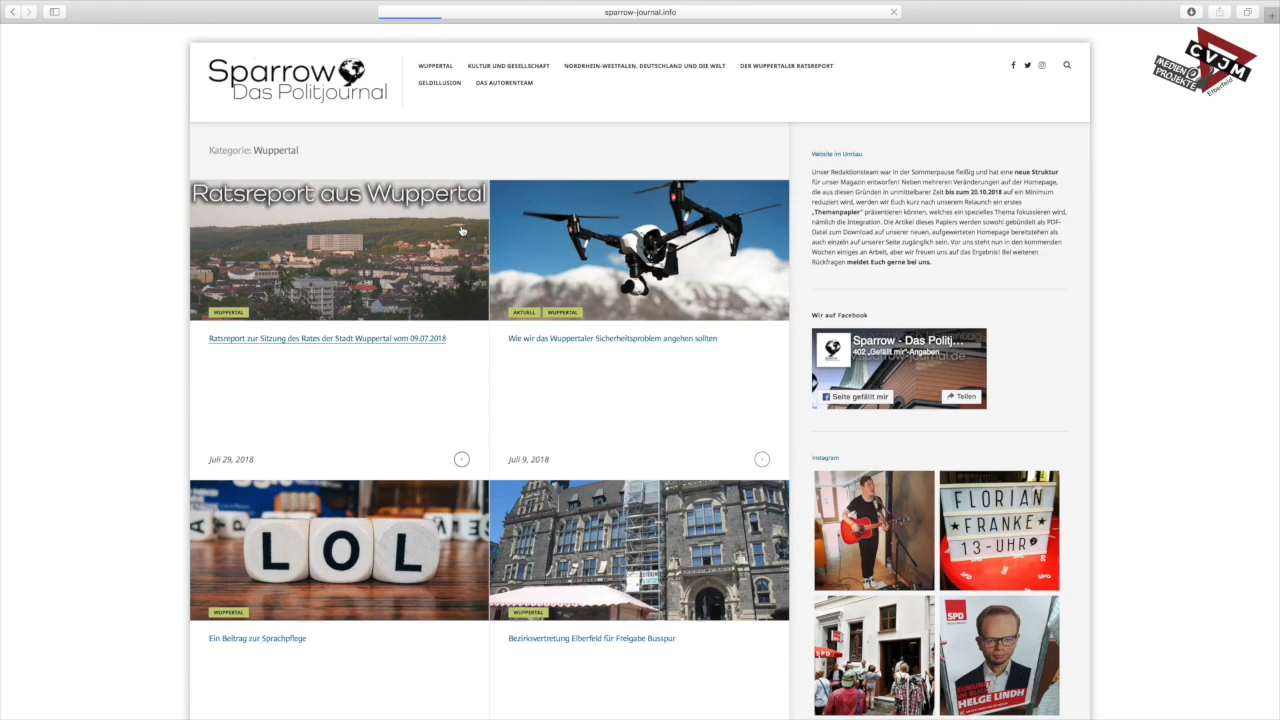 sparrow-journal.info
Sparrow
Das Politjournal
WUPPERTAL KULTUR UND GESELLSCHAFT NORDRHEIN-WESTFALEN, DEUTSCHLAND UND DIE WELT DER WUPPERTALER RATSREPORT
GELDILLUSION DAS AUTORENTEAM
CVJM
MEDIEN
PROJEKTE
Elberfeld
Kategorie: Wuppertal
Ratsreport aus Wuppertal
WUPPERTAL
Ratsreport zur Sitzung des Rates der Stadt Wuppertal vom 09.07.2018
Juli 29, 2018
AKTUELL WUPPERTAL
Wie wir das Wuppertaler Sicherheitsproblem angehen sollten
Juli 9, 2018
LOL
WUPPERTAL
Ein Beitrag zur Sprachpflege
WUPPERTAL
Bezirksvertretung Elberfeld für Freigabe Busspur
Website im Umbau
Unser Redaktionsteam war in der Sommerpause fleißig und hat eine neue Struktur
für unser Magazin entworfen! Neben mehreren Veränderungen auf der Homepage,
die aus diesen Gründen in unmittelbarer Zeit bis zum 20.10.2018 auf ein Minimum
reduziert wird, werden wir Euch kurz nach unserem Relaunch ein erstes
„Themenpapier" präsentieren können, welches ein spezielles Thema fokussieren wird,
nämlich die Integration. Die Artikel dieses Papiers werden sowohl gebündelt als PDF-
Datei zum Download auf unserer neuen, aufgewerteten Homepage bereitstehen als
auch einzeln auf unserer Seite zugänglich sein. Vor uns steht nun in den kommenden
Wochen einiges an Arbeit, aber wir freuen uns auf das Ergebnis! Bei weiteren
Rückfragen meldet Euch gerne bei uns.
Wir auf Facebook
Sparrow - Das Politj...
402 „Gefällt mir"-Angaben
Seite gefällt mir Teilen
Instagram
FLORIAN
★FRANKE★
13-UHR
SPD
SPD
SPD
SPD
HELGE LINDH